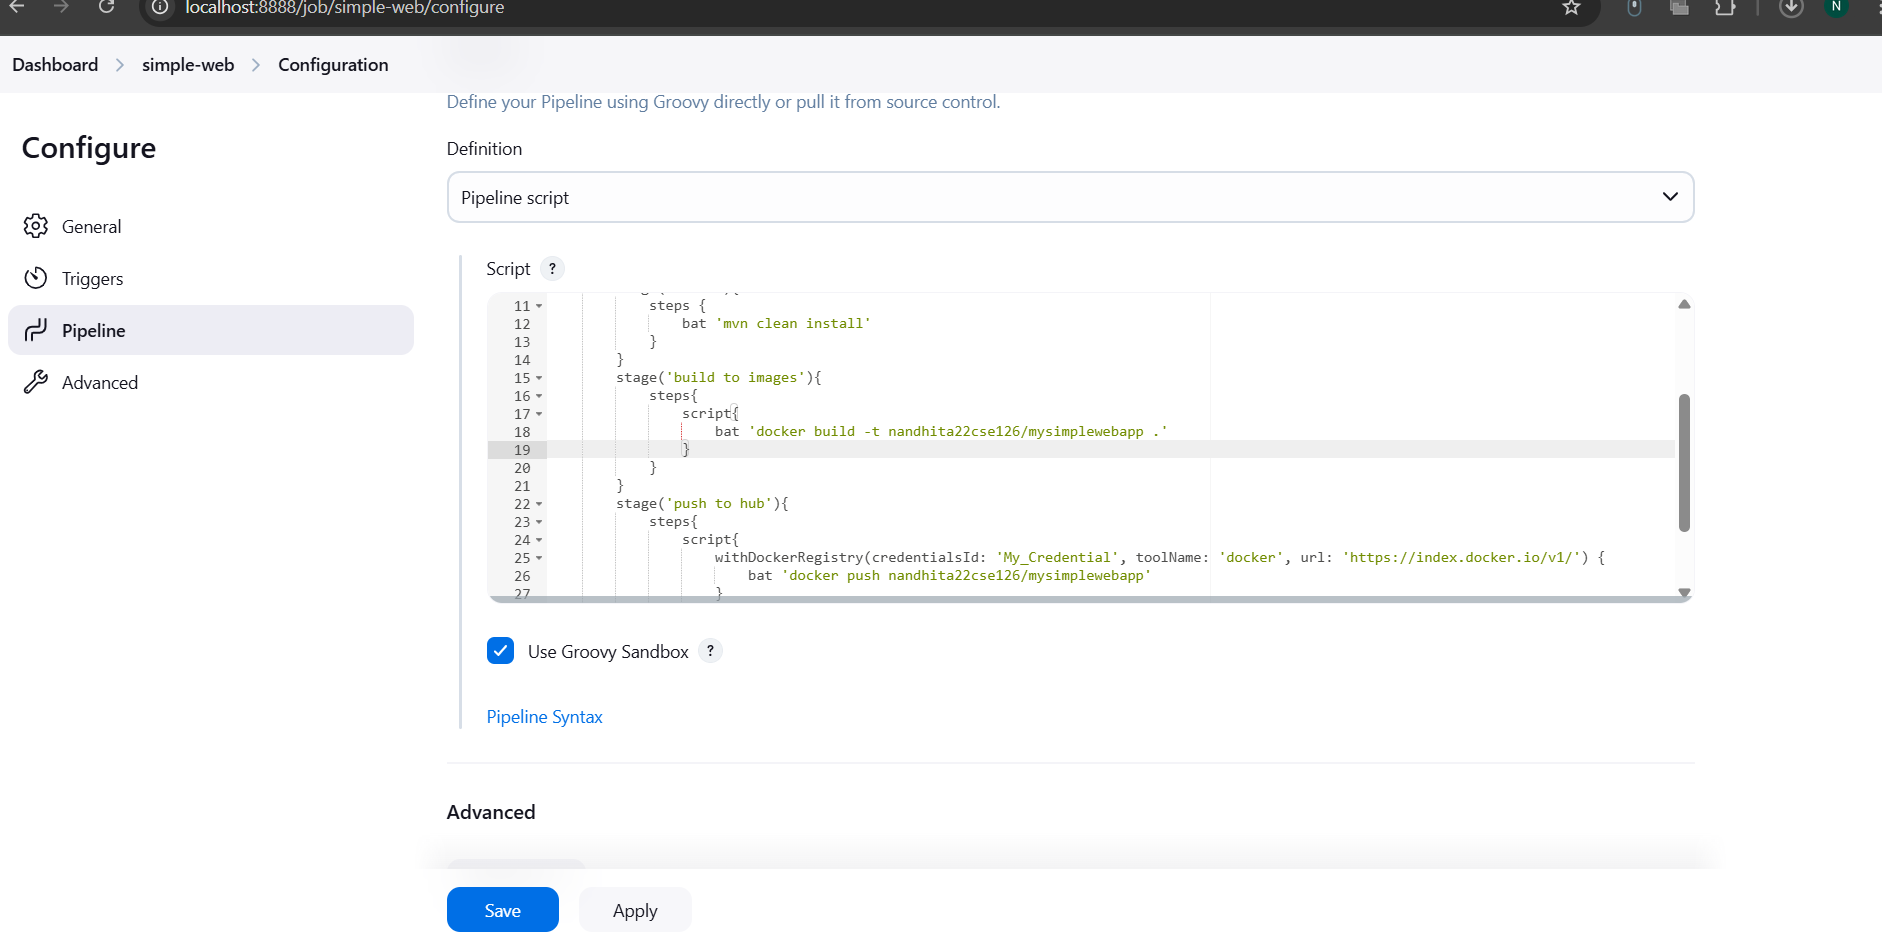 localhost:8888/job/simple-web/configure
N
Dashboard > simple-web > Configuration
Define your Pipeline using Groovy directly or pull it from source control.
Configure
General
Triggers
Pipeline
Advanced
Definition
Pipeline script
Script ?
11 steps {
12 bat 'mvn clean install'
13 }
14 }
15 stage('build to images'){
16 steps{
17 script{
18 bat 'docker build -t nandhita22cse126/mysimplewebapp .'
19 }
20 }
21 }
22 stage('push to hub'){
23 steps{
24 script{
25 withDockerRegistry(credentialsId: 'My_Credential', toolName: 'docker', url: 'https://index.docker.io/v1/') {
26 bat 'docker push nandhita22cse126/mysimplewebapp'
27 }
Use Groovy Sandbox ?
Pipeline Syntax
Advanced
Save
Apply